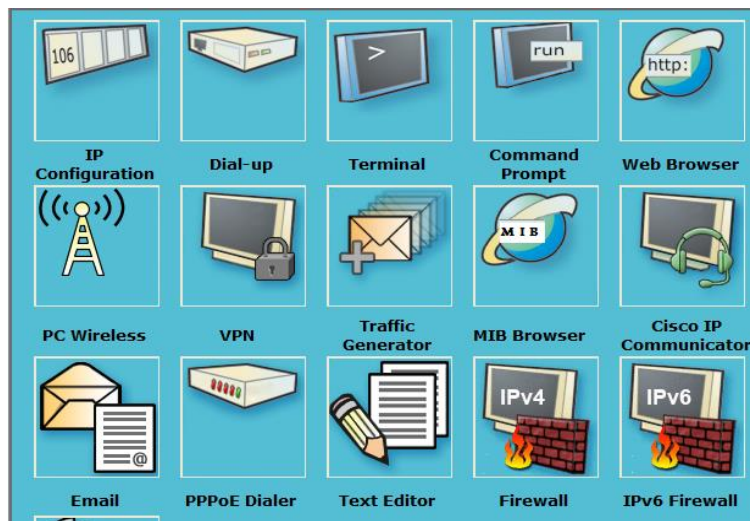 106
>
run
http:
IP
Configuration
Dial-up
Terminal
Command
Prompt
Web Browser
MIB
PC Wireless
VPN
Traffic
Generator
MIB Browser
Cisco IP
Communicator
@
IPv4
IPv6
Email
PPPoE Dialer
Text Editor
Firewall
IPv6 Firewall